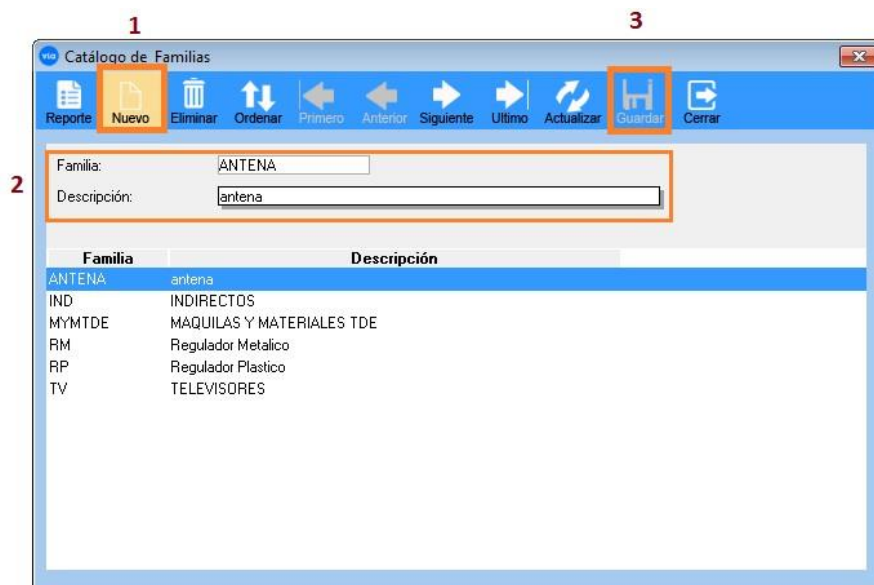 1
3
via Catálogo de Familias
Reporte Nuevo Eliminar Ordenar Primero Anterior Siguiente Ultimo Actualizar Guardar Cerrar
2
Familia: ANTENA
Descripción: antena
Familia Descripción
ANTENA antena
IND INDIRECTOS
MYMTDE MAQUILAS Y MATERIALES TDE
RM Regulador Metalico
RP Regulador Plastico
TV TELEVISORES